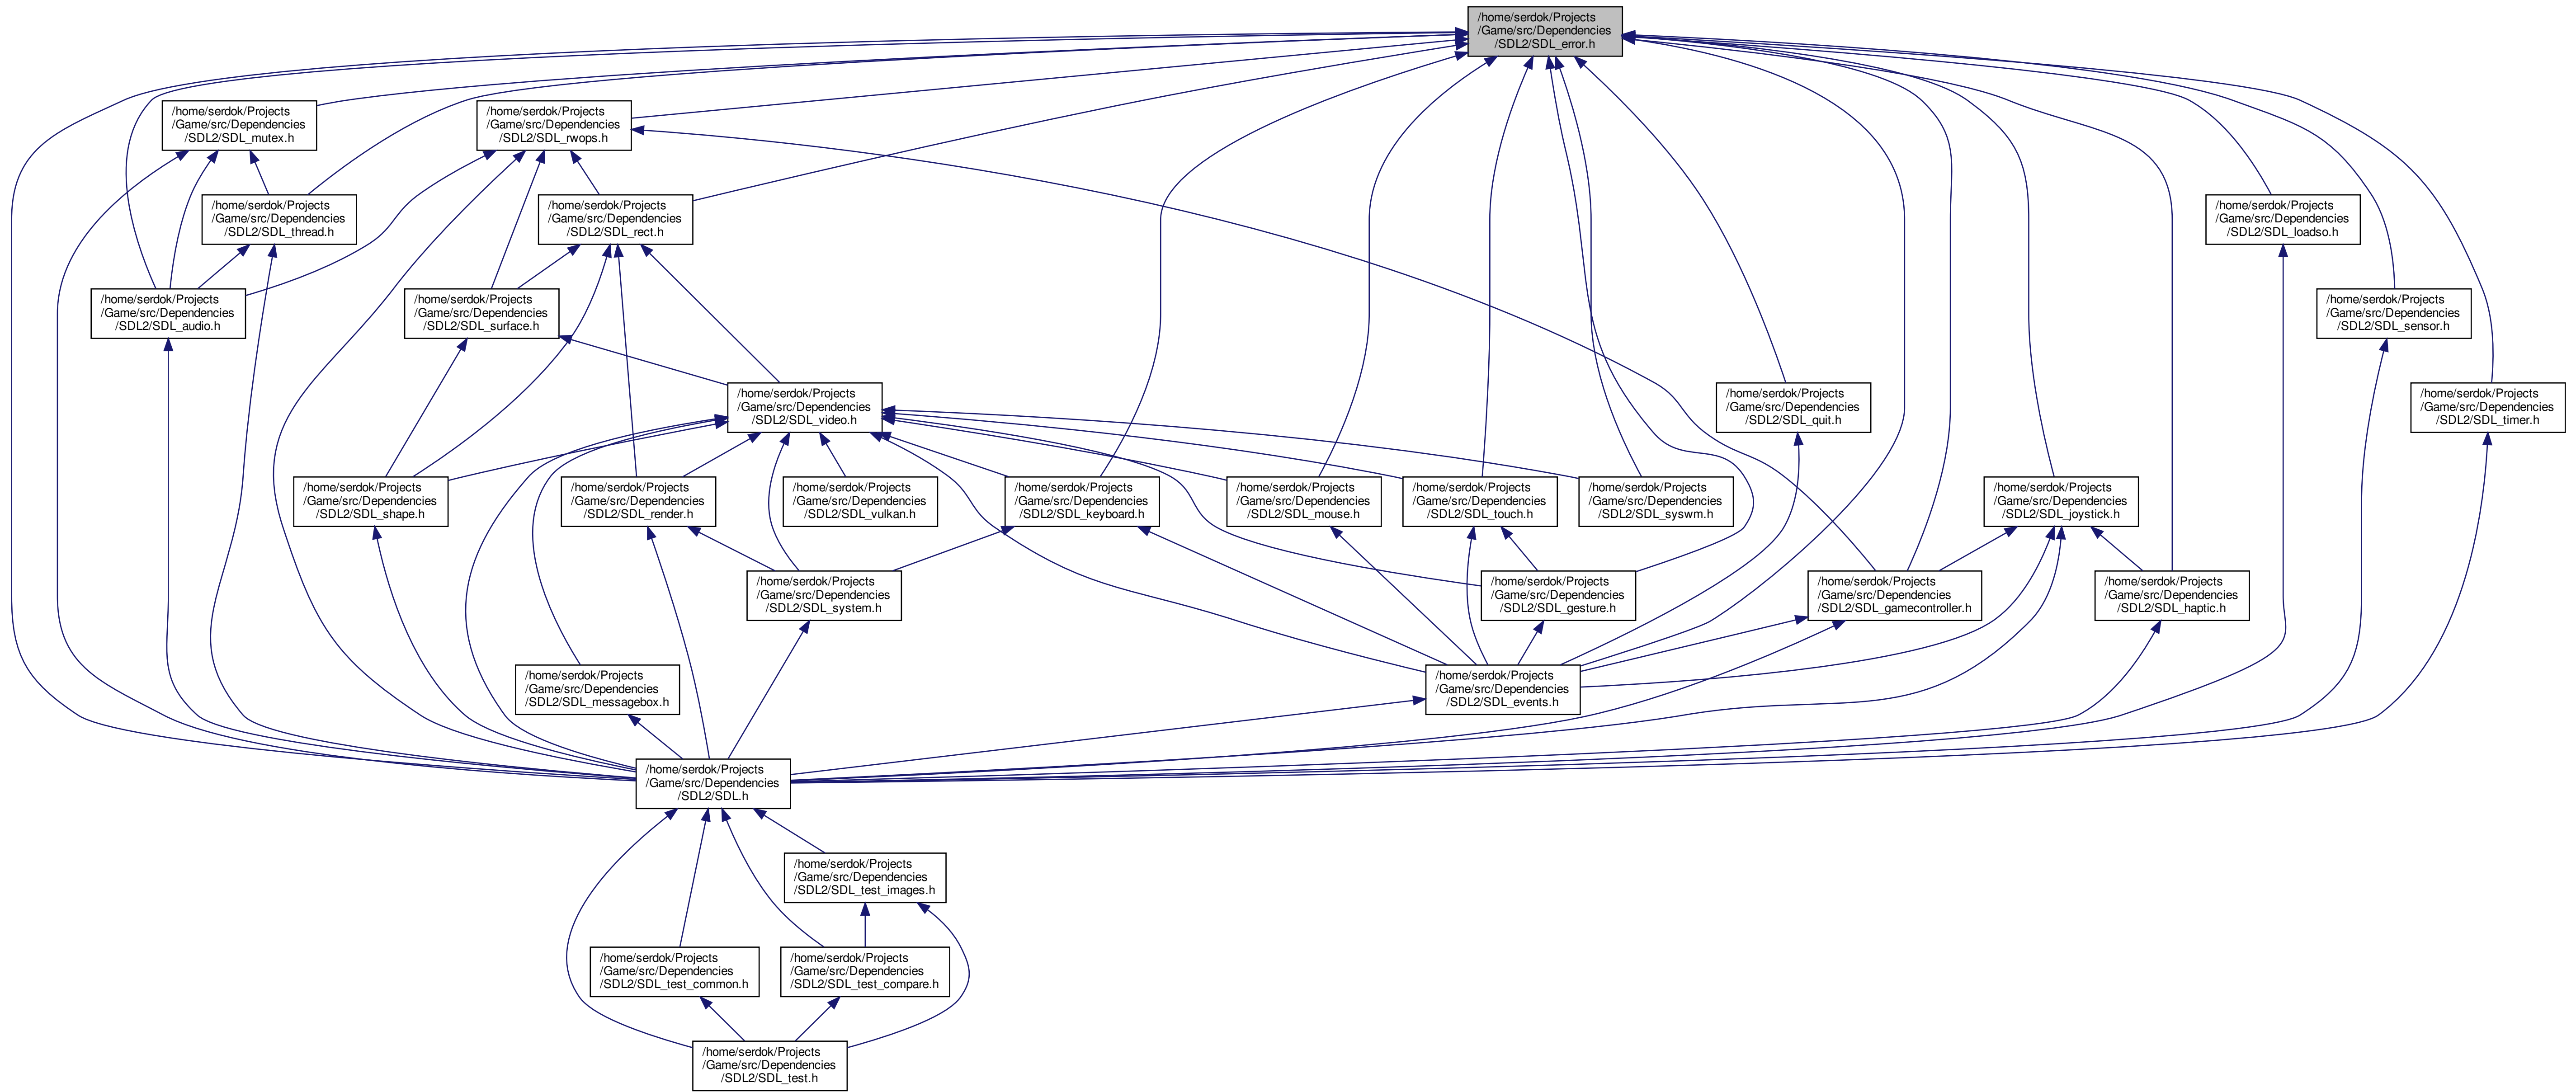 /home/serdok/Projects
/Game/src/Dependencies
/SDL2/SDL_error.h
/home/serdok/Projects
/Game/src/Dependencies
/SDL2/SDL_mutex.h
/home/serdok/Projects
/Game/src/Dependencies
/SDL2/SDL_rwops.h
/home/serdok/Projects
/Game/src/Dependencies
/SDL2/SDL_thread.h
/home/serdok/Projects
/Game/src/Dependencies
/SDL2/SDL_rect.h
/home/serdok/Projects
/Game/src/Dependencies
/SDL2/SDL_loadso.h
/home/serdok/Projects
/Game/src/Dependencies
/SDL2/SDL_audio.h
/home/serdok/Projects
/Game/src/Dependencies
/SDL2/SDL_surface.h
/home/serdok/Projects
/Game/src/Dependencies
/SDL2/SDL_sensor.h
/home/serdok/Projects
/Game/src/Dependencies
/SDL2/SDL_video.h
/home/serdok/Projects
/Game/src/Dependencies
/SDL2/SDL_quit.h
/home/serdok/Projects
/Game/src/Dependencies
/SDL2/SDL_timer.h
/home/serdok/Projects
/Game/src/Dependencies
/SDL2/SDL_shape.h
/home/serdok/Projects
/Game/src/Dependencies
/SDL2/SDL_render.h
/home/serdok/Projects
/Game/src/Dependencies
/SDL2/SDL_vulkan.h
/home/serdok/Projects
/Game/src/Dependencies
/SDL2/SDL_keyboard.h
/home/serdok/Projects
/Game/src/Dependencies
/SDL2/SDL_mouse.h
/home/serdok/Projects
/Game/src/Dependencies
/SDL2/SDL_touch.h
/home/serdok/Projects
/Game/src/Dependencies
/SDL2/SDL_syswm.h
/home/serdok/Projects
/Game/src/Dependencies
/SDL2/SDL_joystick.h
/home/serdok/Projects
/Game/src/Dependencies
/SDL2/SDL_system.h
/home/serdok/Projects
/Game/src/Dependencies
/SDL2/SDL_gesture.h
/home/serdok/Projects
/Game/src/Dependencies
/SDL2/SDL_gamecontroller.h
/home/serdok/Projects
/Game/src/Dependencies
/SDL2/SDL_haptic.h
/home/serdok/Projects
/Game/src/Dependencies
/SDL2/SDL_messagebox.h
/home/serdok/Projects
/Game/src/Dependencies
/SDL2/SDL_events.h
/home/serdok/Projects
/Game/src/Dependencies
/SDL2/SDL.h
/home/serdok/Projects
/Game/src/Dependencies
/SDL2/SDL_test_images.h
/home/serdok/Projects
/Game/src/Dependencies
/SDL2/SDL_test_common.h
/home/serdok/Projects
/Game/src/Dependencies
/SDL2/SDL_test_compare.h
/home/serdok/Projects
/Game/src/Dependencies
/SDL2/SDL_test.h